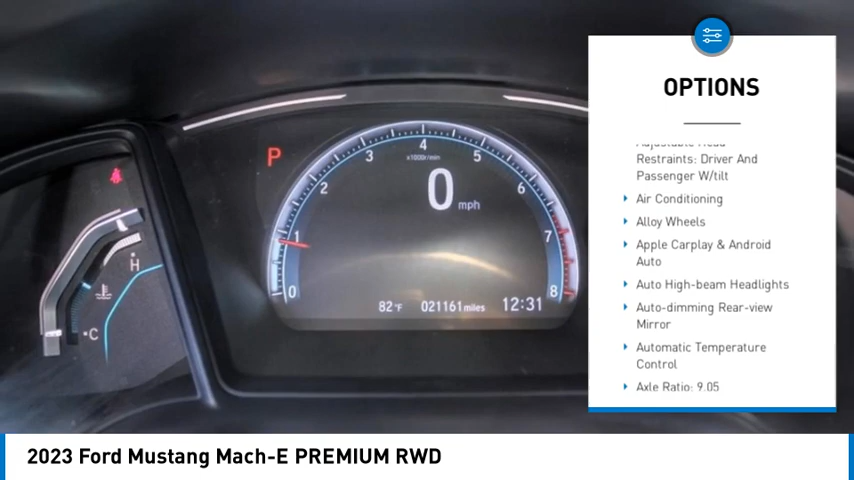 OPTIONS
Adjustable Head
Restraints: Driver And
Passenger W/tilt
Air Conditioning
Alloy Wheels
Apple Carplay & Android
Auto
Auto High-beam Headlights
Auto-dimming Rear-view
Mirror
Automatic Temperature
Control
Axle Ratio: 9.05
P
4
3
x1000r/min
5
2
0
mph
6
1
7
0
8
82°F
021161 miles
12:31
H
C
2023 Ford Mustang Mach-E PREMIUM RWD